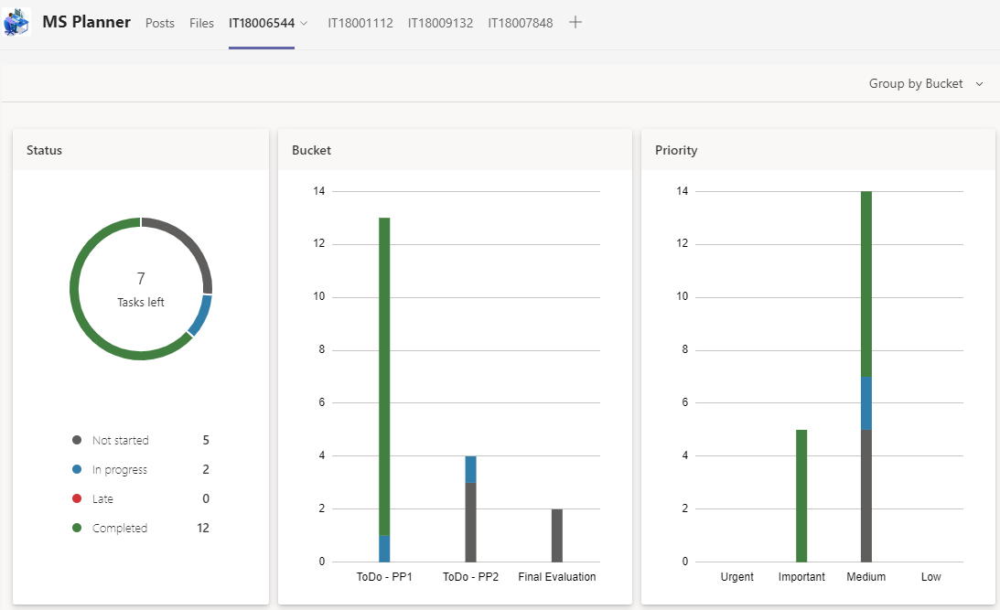 MS Planner Posts Files IT18006544 IT18001112 IT18009132 IT18007848
Group by Bucket
Status
7
Tasks left
Not started 5
In progress 2
Late 0
Completed 12
Bucket
14
12
10
8
6
4
2
0
ToDo - PP1 ToDo - PP2 Final Evaluation
Priority
14
12
10
8
6
4
2
0
Urgent Important Medium Low